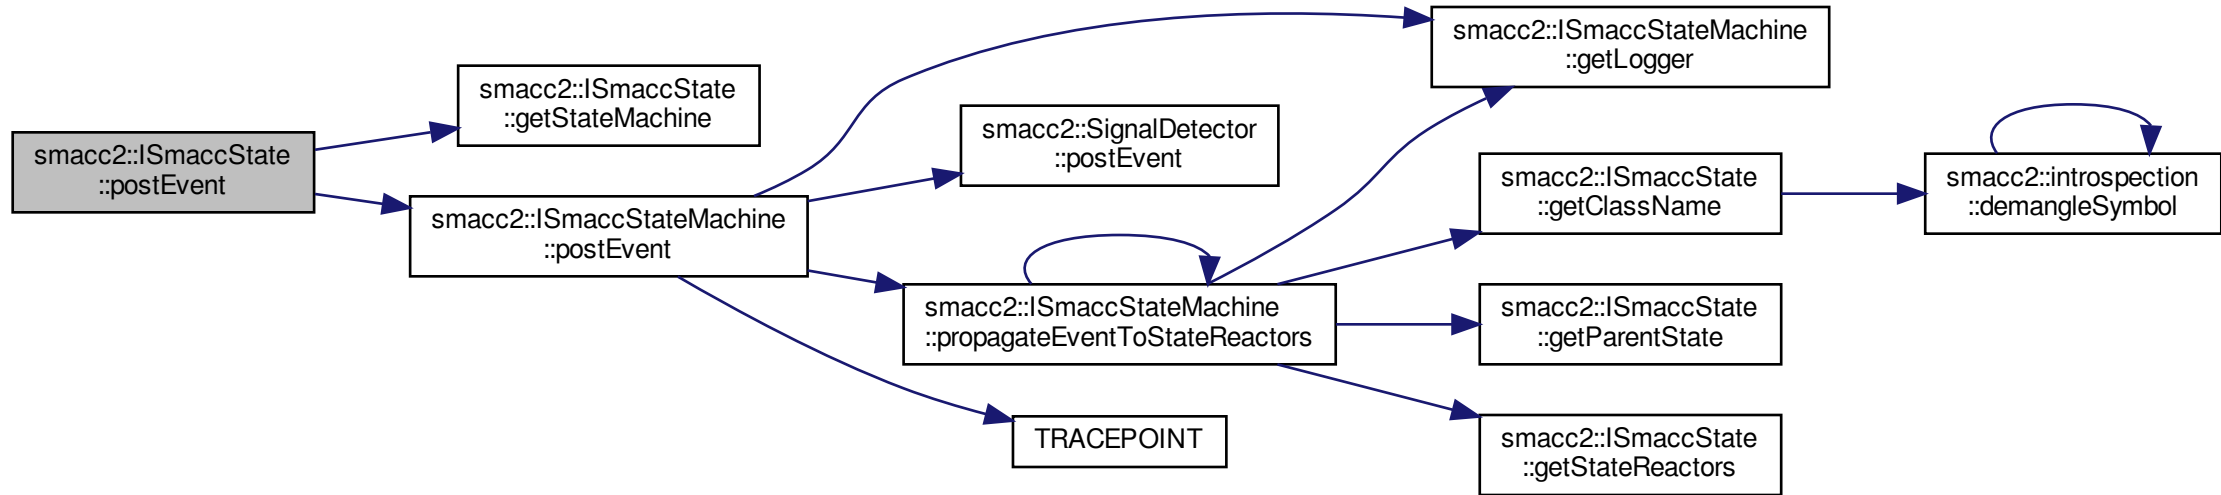 smacc2::ISmaccState
::postEvent
smacc2::ISmaccState
::getStateMachine
smacc2::ISmaccStateMachine
::postEvent
smacc2::ISmaccStateMachine
::getLogger
smacc2::SignalDetector
::postEvent
smacc2::ISmaccStateMachine
::propagateEventToStateReactors
TRACEPOINT
smacc2::ISmaccState
::getClassName
smacc2::ISmaccState
::getParentState
smacc2::ISmaccState
::getStateReactors
smacc2::introspection
::demangleSymbol